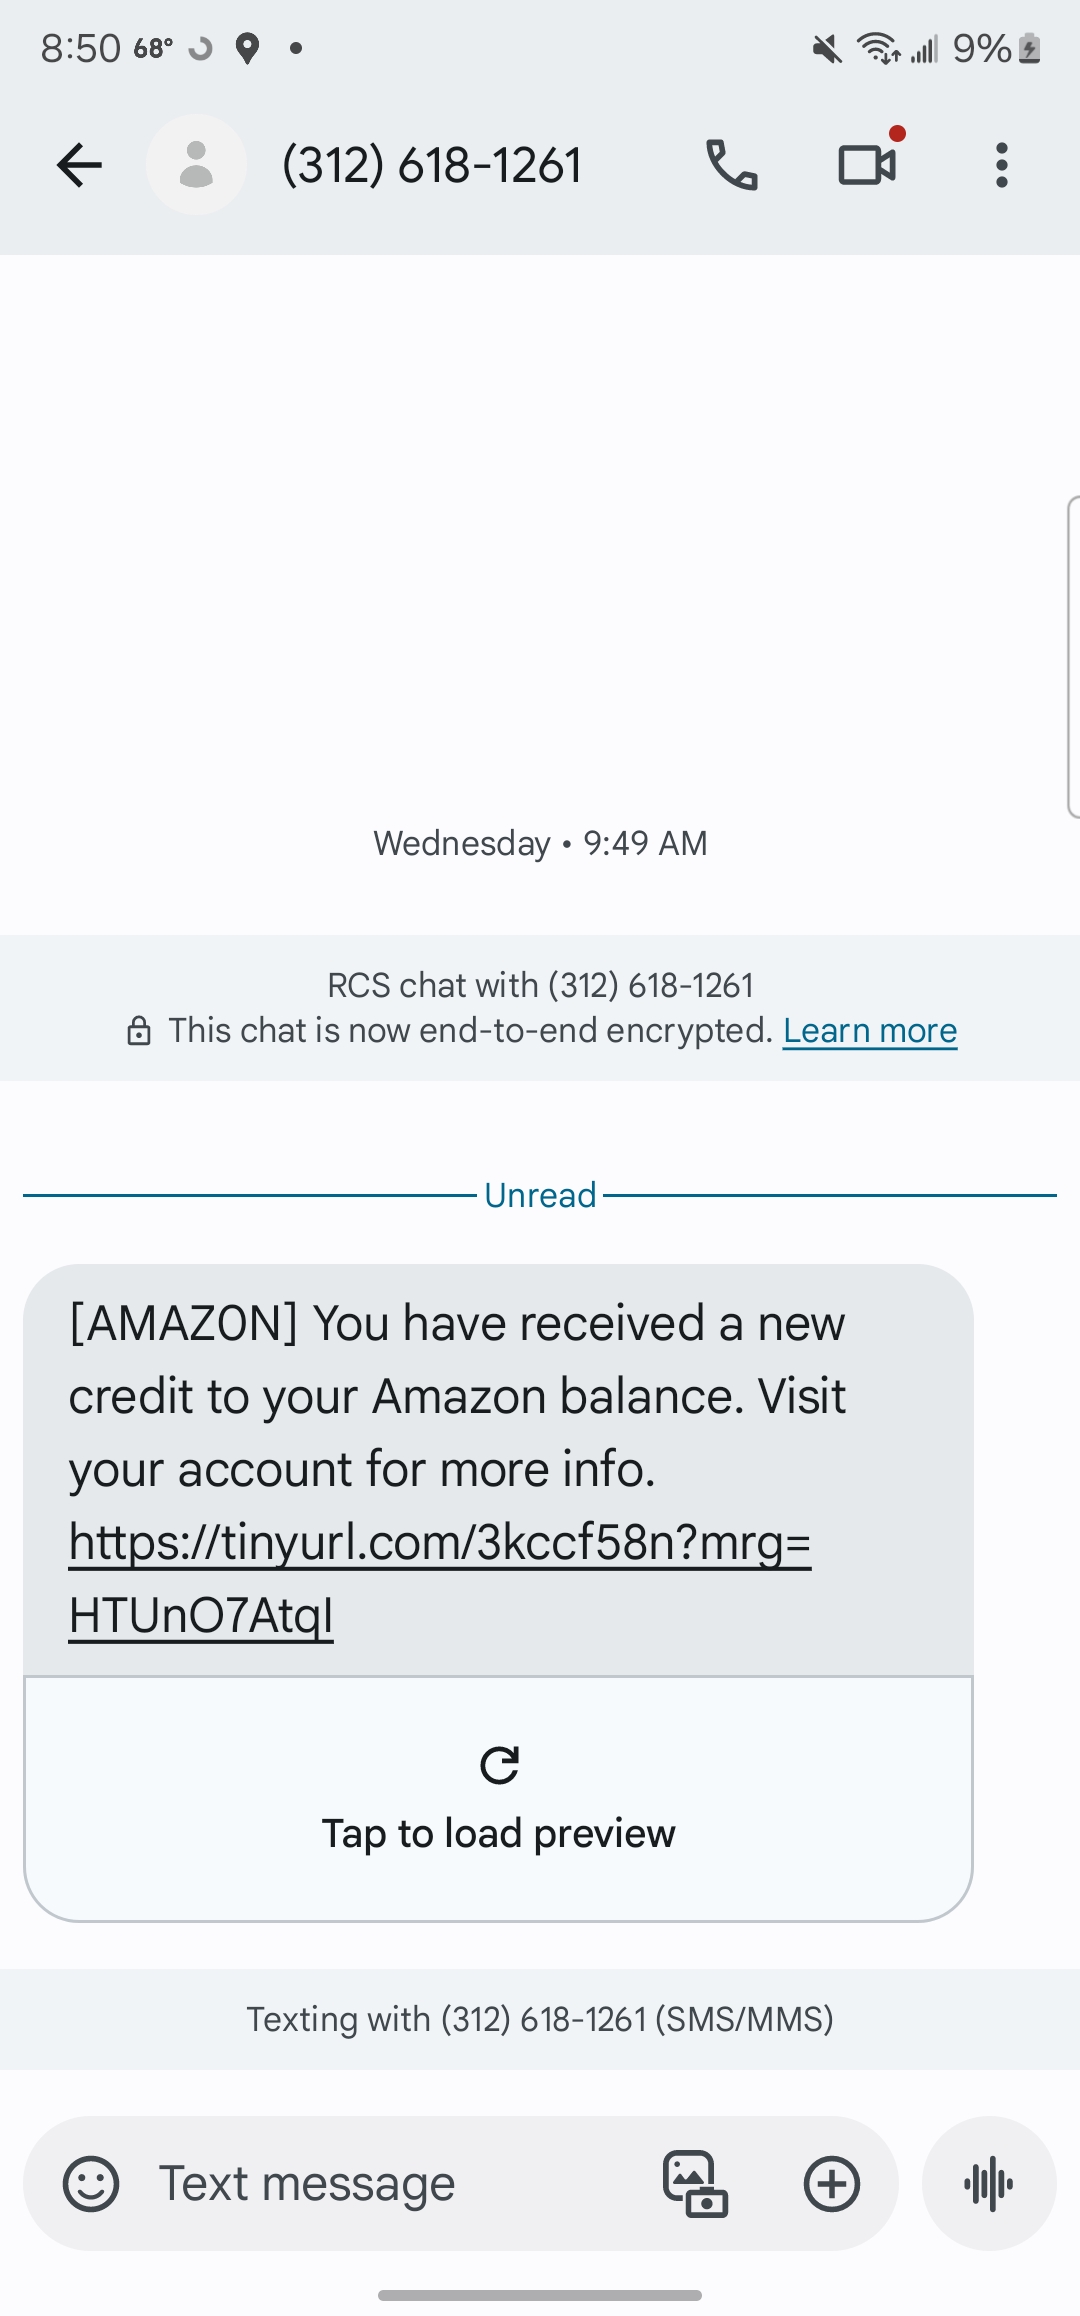 8:50 68°
9%
(312) 618-1261
Wednesday • 9:49 AM
RCS chat with (312) 618-1261
This chat is now end-to-end encrypted. Learn more
Unread
[AMAZ0N] You have received a new
credit to your Amazon balance. Visit
your account for more info.
https://tinyurl.com/3kccf58n?mrg=
HTUnO7AtqI
Tap to load preview
Texting with (312) 618-1261 (SMS/MMS)
Text message